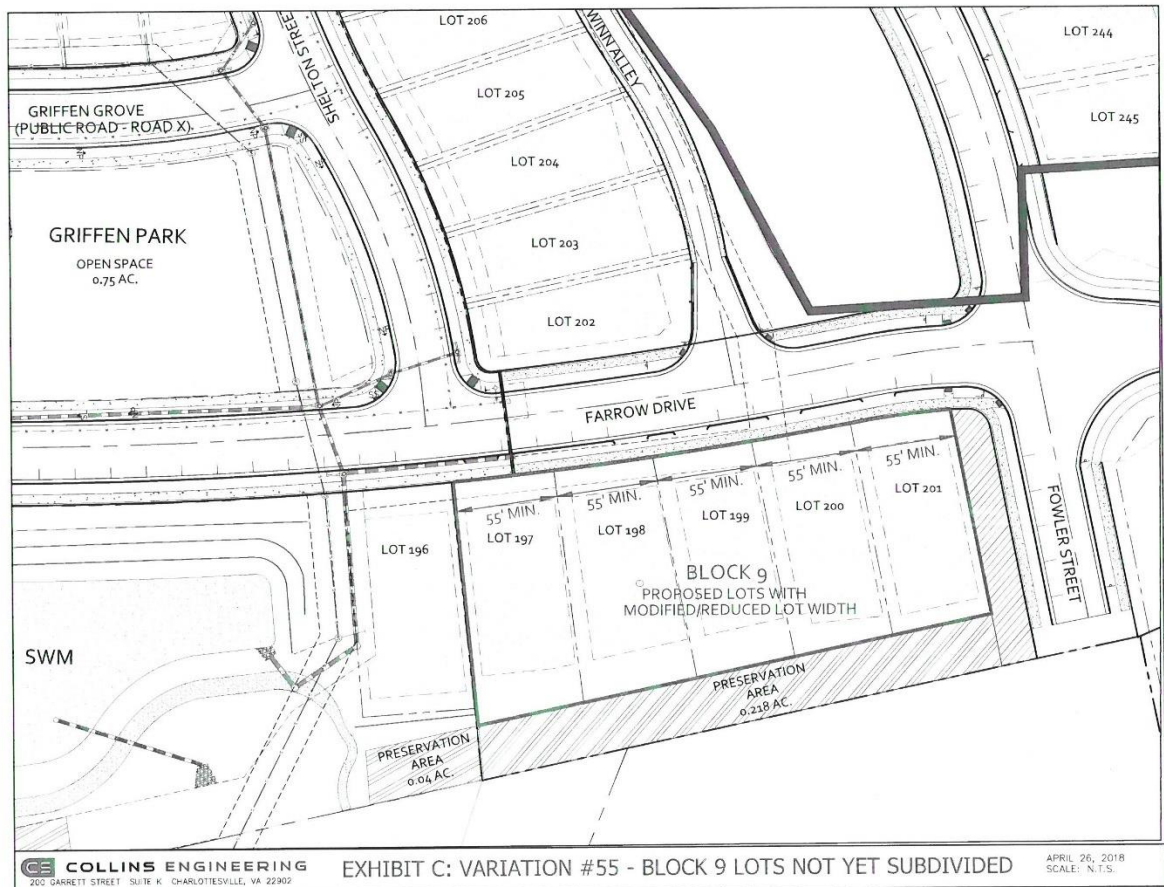 LOT 206
SHELTON STREET
WINN ALLEY
LOT 244
LOT 205
GRIFFEN GROVE
(PUBLIC ROAD - ROAD X)
LOT 245
LOT 204
GRIFFEN PARK
OPEN SPACE
0.75 AC.
LOT 203
LOT 202
FARROW DRIVE
55' MIN.
55' MIN.
55' MIN.
55' MIN.
55' MIN.
LOT 196
LOT 197
LOT 198
LOT 199
LOT 200
LOT 201
FOWLER STREET
BLOCK 9
PROPOSED LOTS WITH
MODIFIED/REDUCED LOT WIDTH
SWM
PRESERVATION
AREA
0.218 AC.
PRESERVATION
AREA
0.04 AC.
CE COLLINS ENGINEERING
200 GARRETT STREET SUITE K CHARLOTTESVILLE, VA 22902
EXHIBIT C: VARIATION #55 - BLOCK 9 LOTS NOT YET SUBDIVIDED
APRIL 26, 2018
SCALE: N.T.S.